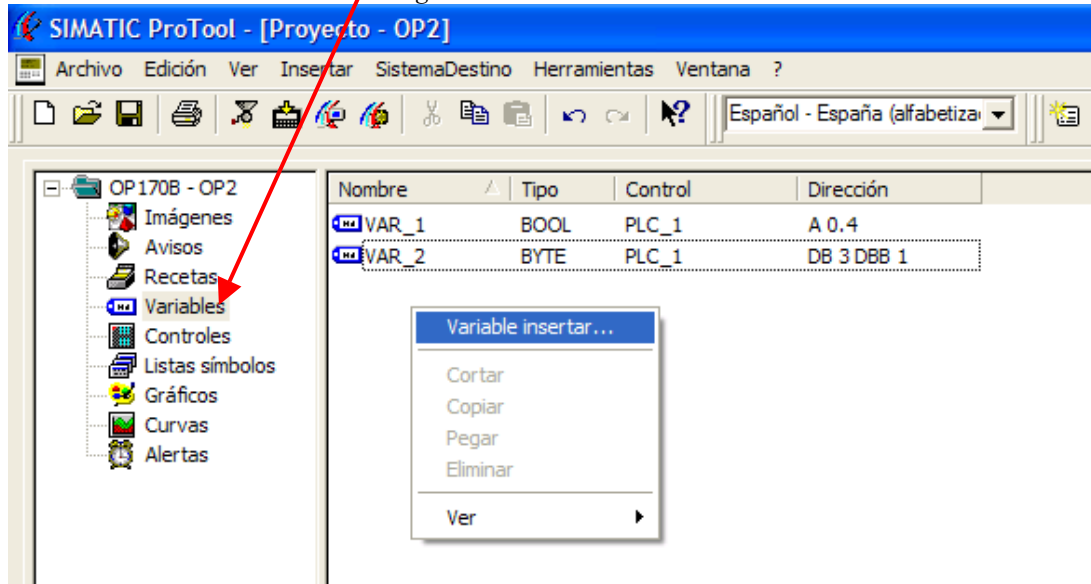 SIMATIC ProTool - [Proyecto - OP2]
Archivo Edición Ver Insertar SistemaDestino Herramientas Ventana ?
Español - España (alfabetiza
OP170B - OP2
Imágenes
Avisos
Recetas
Variables
Controles
Listas símbolos
Gráficos
Curvas
Alertas
Nombre Tipo Control Dirección
VAR_1 BOOL PLC_1 A 0.4
VAR_2 BYTE PLC_1 DB 3 DBB 1
Variable insertar...
Cortar
Copiar
Pegar
Eliminar
Ver